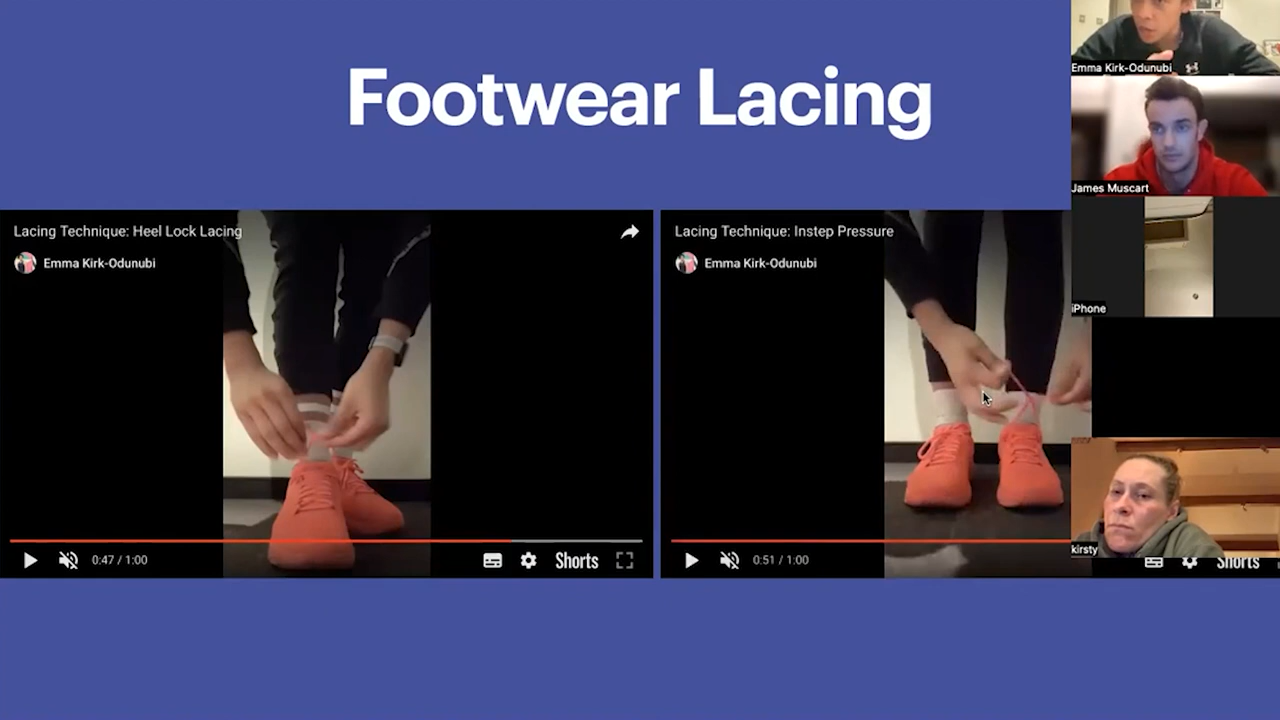 Footwear Lacing
Lacing Technique: Heel Lock Lacing
Emma Kirk-Odunubi
0:47 / 1:00
Shorts
Lacing Technique: Instep Pressure
Emma Kirk-Odunubi
0:51 / 1:00
Shorts
Emma Kirk-Odunubi
James Muscart
iPhone
kirsty